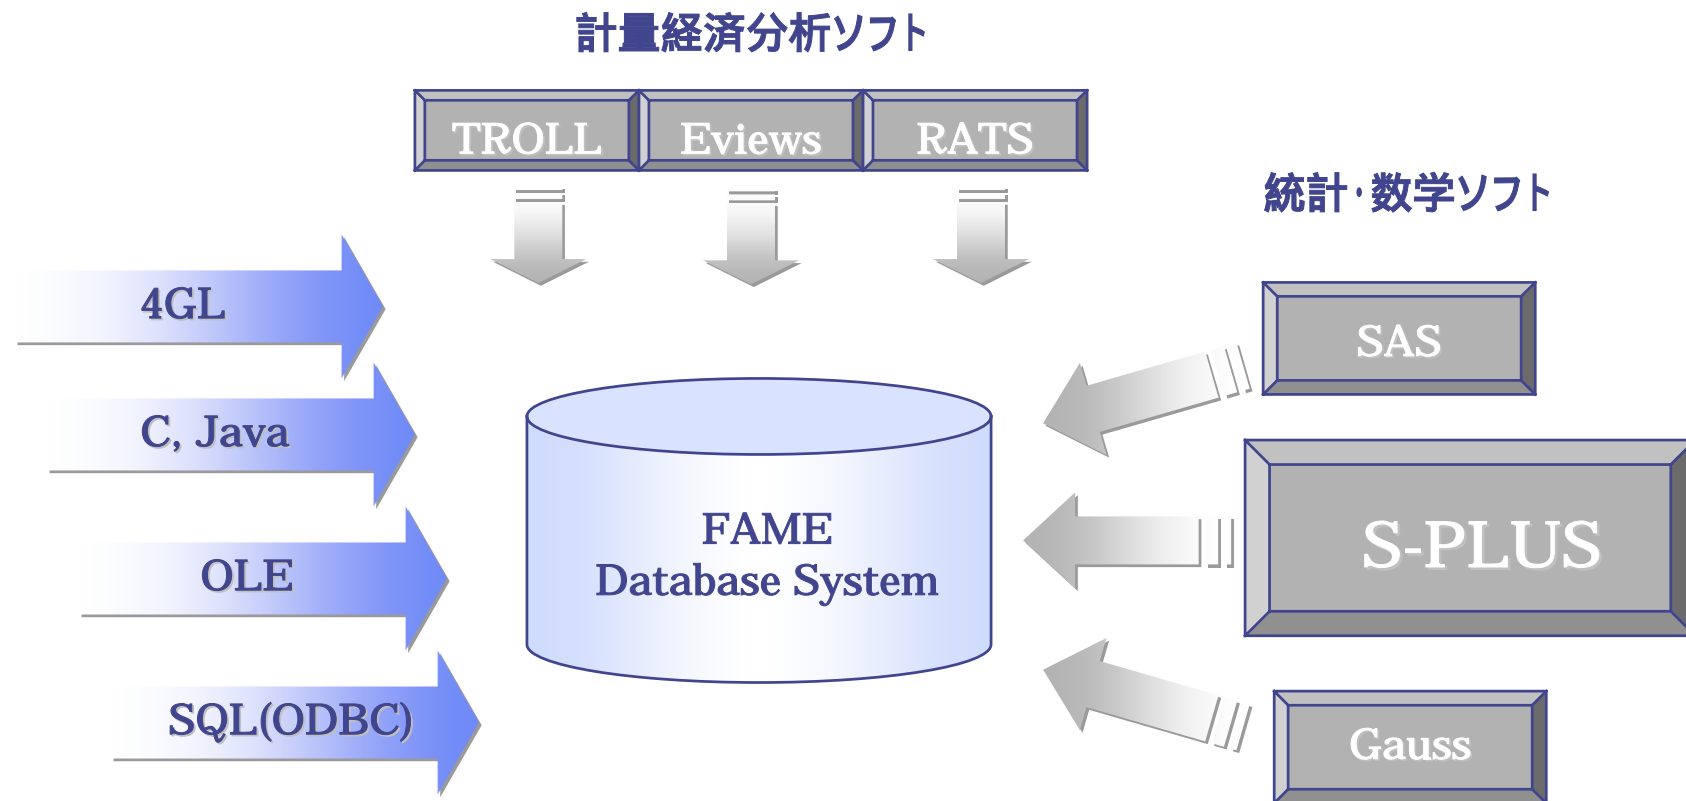 計量経済分析ソフト
TROLL
Eviews
RATS
統計・数学ソフト
4GL
SAS
C, Java
S-PLUS
FAME
Database System
OLE
SQL(ODBC)
Gauss